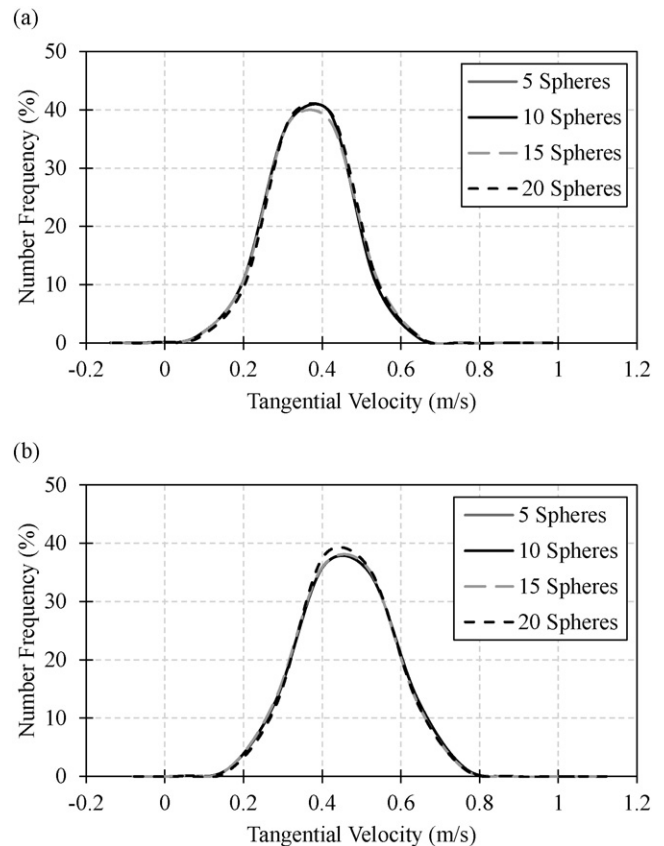 (a)
50
40
30
20
10
0
Number Frequency (%)
5 Spheres
10 Spheres
15 Spheres
20 Spheres
-0.2 0 0.2 0.4 0.6 0.8 1 1.2
Tangential Velocity (m/s)
(b)
50
40
30
20
10
0
Number Frequency (%)
5 Spheres
10 Spheres
15 Spheres
20 Spheres
-0.2 0 0.2 0.4 0.6 0.8 1 1.2
Tangential Velocity (m/s)